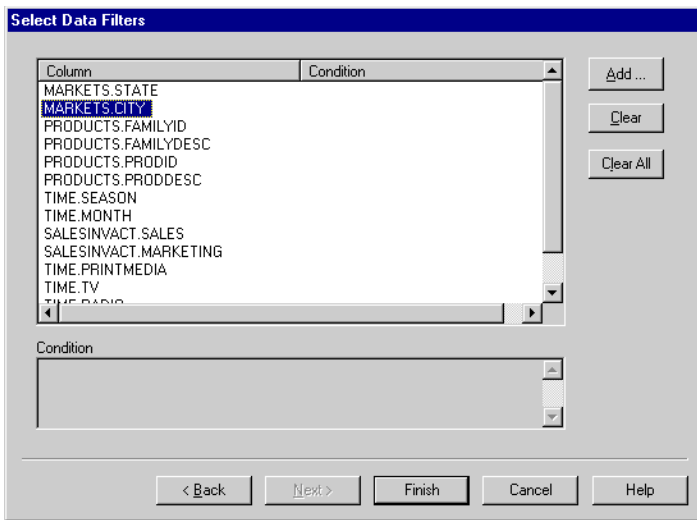 Select Data Filters
Column Condition
MARKETS.STATE
MARKETS.CITY
PRODUCTS.FAMILYID
PRODUCTS.FAMILYDESC
PRODUCTS.PRODID
PRODUCTS.PRODDESC
TIME.SEASON
TIME.MONTH
SALESINVACT.SALES
SALESINVACT.MARKETING
TIME.PRINTMEDIA
TIME.TV
TIME.RADIO
Add ...
Clear
Clear All
Condition
< Back Next > Finish Cancel Help